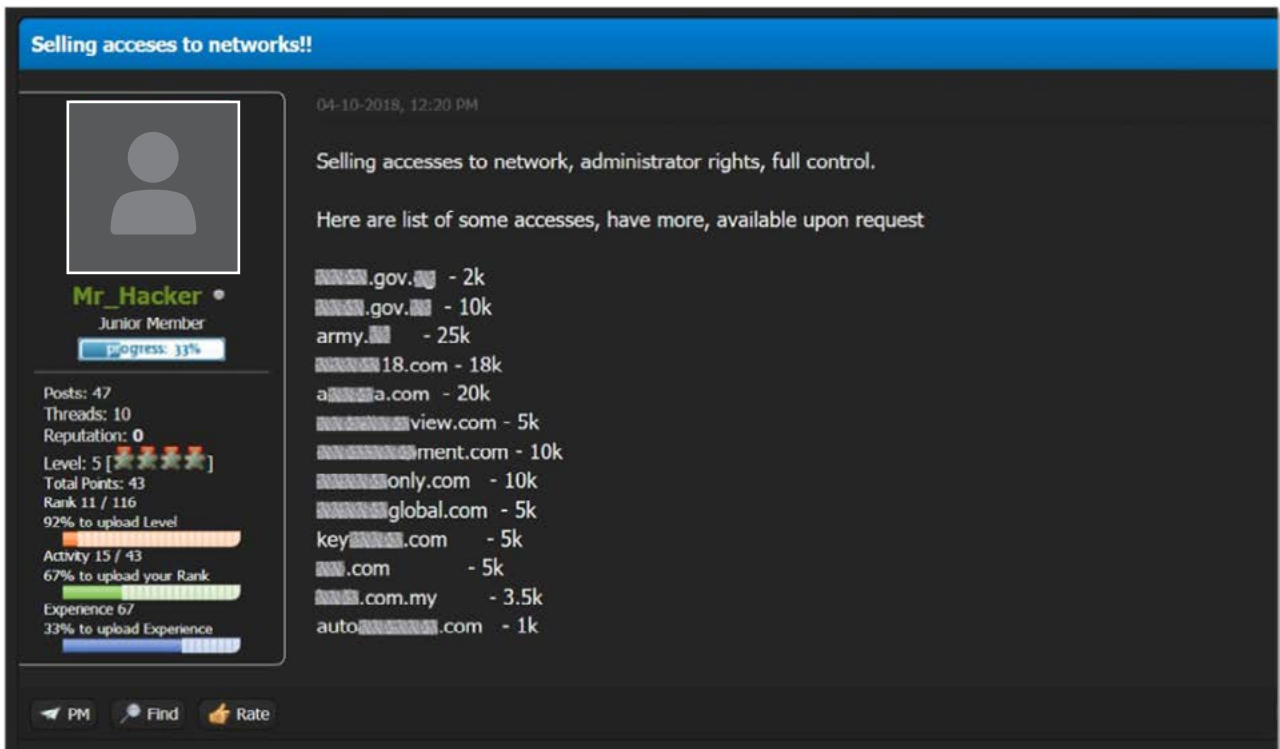 Selling acceses to networks!!
04-10-2018, 12:20 PM
Selling accesses to network, administrator rights, full control.
Here are list of some accesses, have more, available upon request
.gov. - 2k
.gov. - 10k
army. - 25k
18.com - 18k
a a.com - 20k
view.com - 5k
ment.com - 10k
only.com - 10k
global.com - 5k
key .com - 5k
.com - 5k
.com.my - 3.5k
auto .com - 1k
Mr_Hacker
Junior Member
progress: 33%
Posts: 47
Threads: 10
Reputation: 0
Level: 5 [ ]
Total Points: 43
Rank 11 / 116
92% to upload Level
Activity 15 / 43
67% to upload your Rank
Experience 67
33% to upload Experience
PM Find Rate